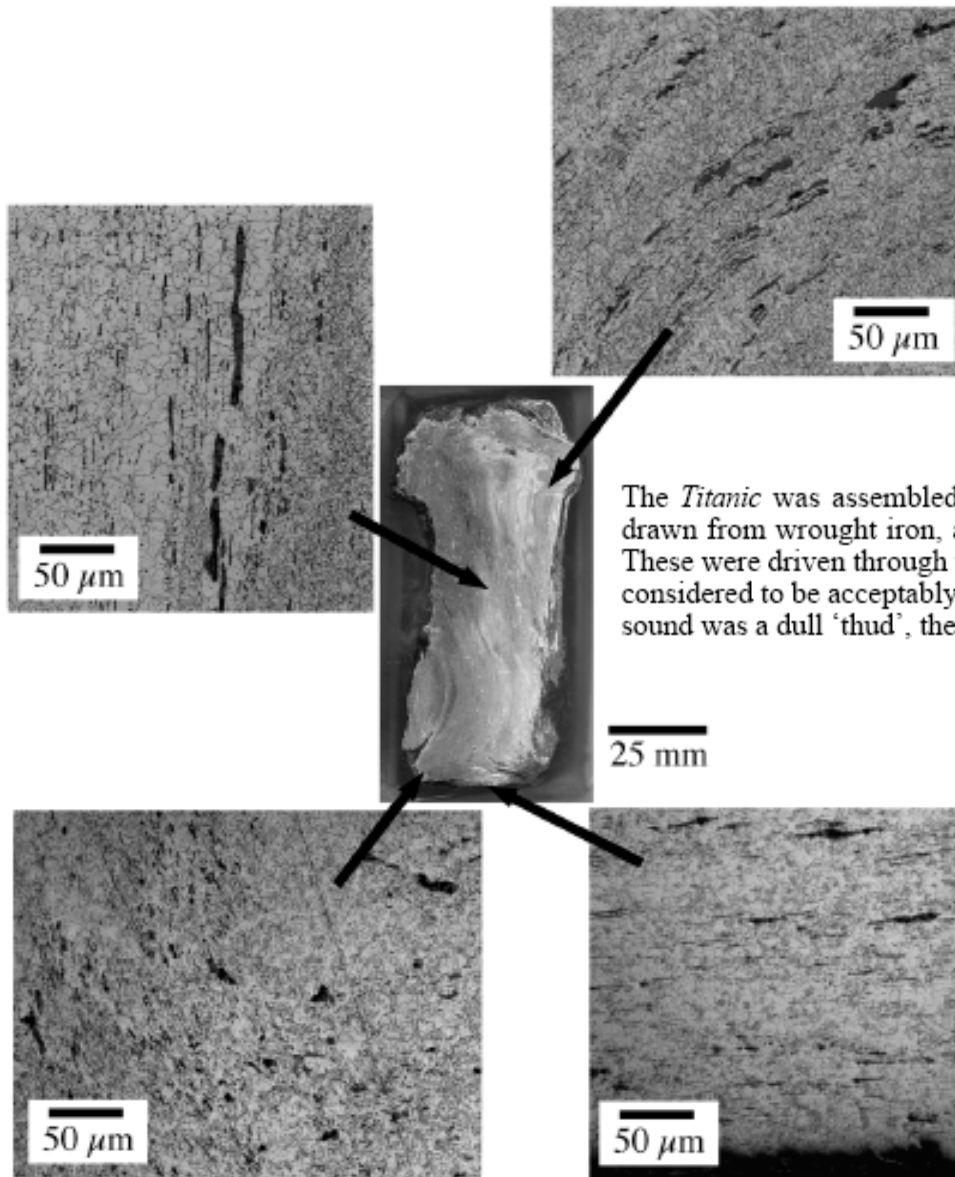 50 µm
50 µm
The Titanic was assembled
drawn from wrought iron, a
These were driven through
considered to be acceptably
sound was a dull ‘thud’, the
25 mm
50 µm
50 µm